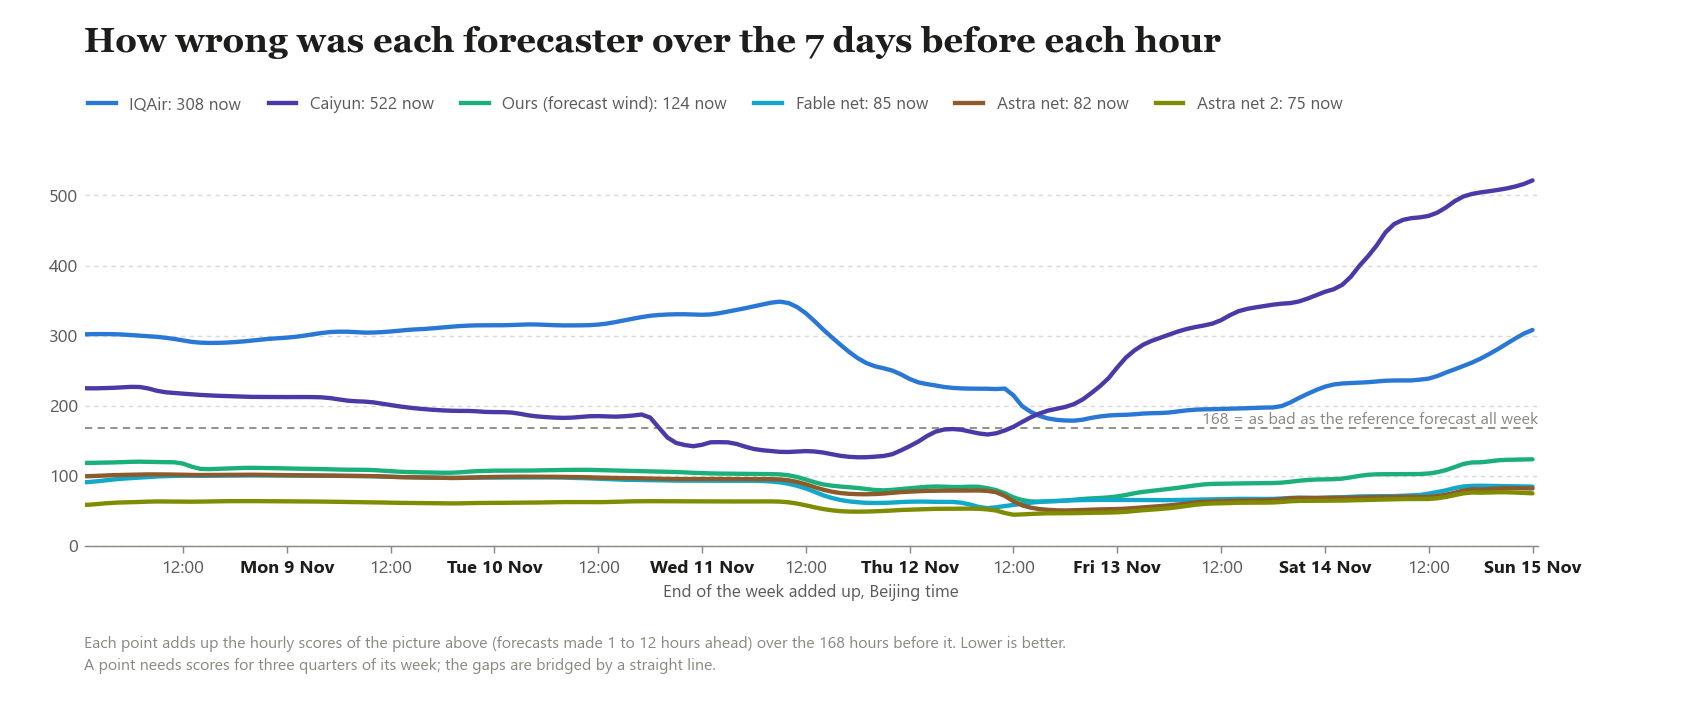 How wrong was each forecaster over the 7 days before each hour
IQAir: 308 now Caiyun: 522 now Ours (forecast wind): 124 now Fable net: 85 now Astra net: 82 now Astra net 2: 75 now
500
400
300
200
168 = as bad as the reference forecast all week
100
0
12:00 Mon 9 Nov 12:00 Tue 10 Nov 12:00 Wed 11 Nov 12:00 Thu 12 Nov 12:00 Fri 13 Nov 12:00 Sat 14 Nov 12:00 Sun 15 Nov
End of the week added up, Beijing time
Each point adds up the hourly scores of the picture above (forecasts made 1 to 12 hours ahead) over the 168 hours before it. Lower is better.
A point needs scores for three quarters of its week; the gaps are bridged by a straight line.